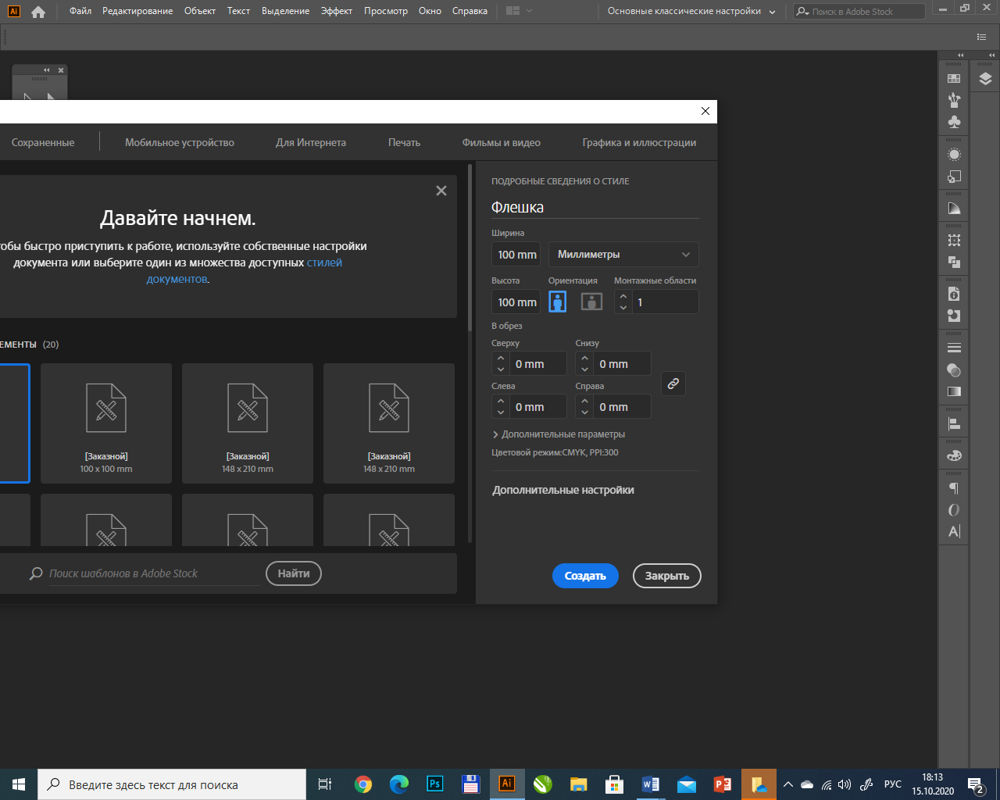 Ai Файл Редактирование Объект Текст Выделение Эффект Просмотр Окно Справка Основные классические настройки Поиск в Adobe Stock
Сохраненные Мобильное устройство Для Интернета Печать Фильмы и видео Графика и иллюстрации
Давайте начнем.
обы быстро приступить к работе, используйте собственные настройки
документа или выберите один из множества доступных стилей
документов.
ЕМЕНТЫ (20)
[Заказной] [Заказной] [Заказной]
100 x 100 mm 148 x 210 mm 148 x 210 mm
Поиск шаблонов в Adobe Stock Найти
ПОДРОБНЫЕ СВЕДЕНИЯ О СТИЛЕ
Флешка
Ширина
100 mm Миллиметры
Высота Ориентация Монтажные области
100 mm 1
В обрез
Сверху Снизу
0 mm 0 mm
Слева Справа
0 mm 0 mm
Дополнительные параметры
Цветовой режим:CMYK, PPI:300
Дополнительные настройки
Создать Закрыть
Введите здесь текст для поиска
Ps
Ai
W
P
РУС
18:13
15.10.2020
2